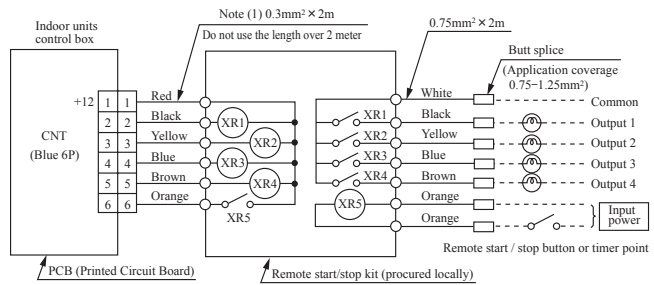 Note (1) 0.3mm² × 2m
Do not use the length over 2 meter
0.75mm² × 2m
Indoor units
control box
Butt splice
(Application coverage
0.75−1.25mm²)
+12 1 1 Red
2 2 Black
3 3 Yellow
4 4 Blue
5 5 Brown
6 6 Orange
CNT
(Blue 6P)
XR1
XR2
XR3
XR4
XR5
XR1
XR2
XR3
XR4
XR5
White
Black
Yellow
Blue
Brown
Orange
Orange
Common
Output 1
Output 2
Output 3
Output 4
Input
power
Remote start / stop button or timer point
PCB (Printed Circuit Board)
Remote start/stop kit (procured locally)